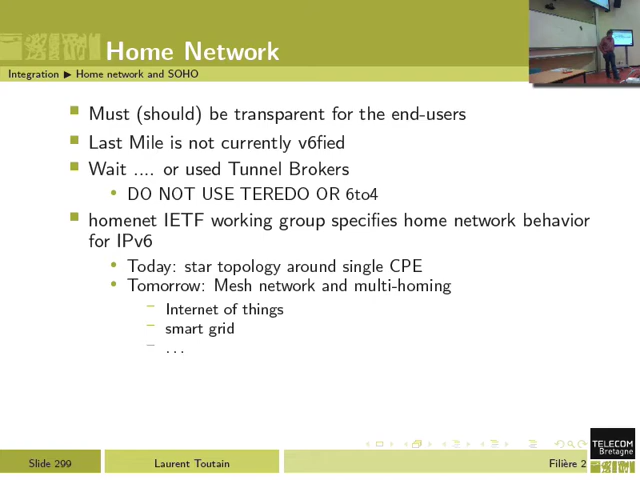 Home Network
Integration ▶ Home network and SOHO
Must (should) be transparent for the end-users
Last Mile is not currently v6fied
Wait .... or used Tunnel Brokers
DO NOT USE TEREDO OR 6to4
homenet IETF working group specifies home network behavior
for IPv6
Today: star topology around single CPE
Tomorrow: Mesh network and multi-homing
Internet of things
smart grid
...
TELECOM
Bretagne
Slide 299
Laurent Toutain
Filière 2